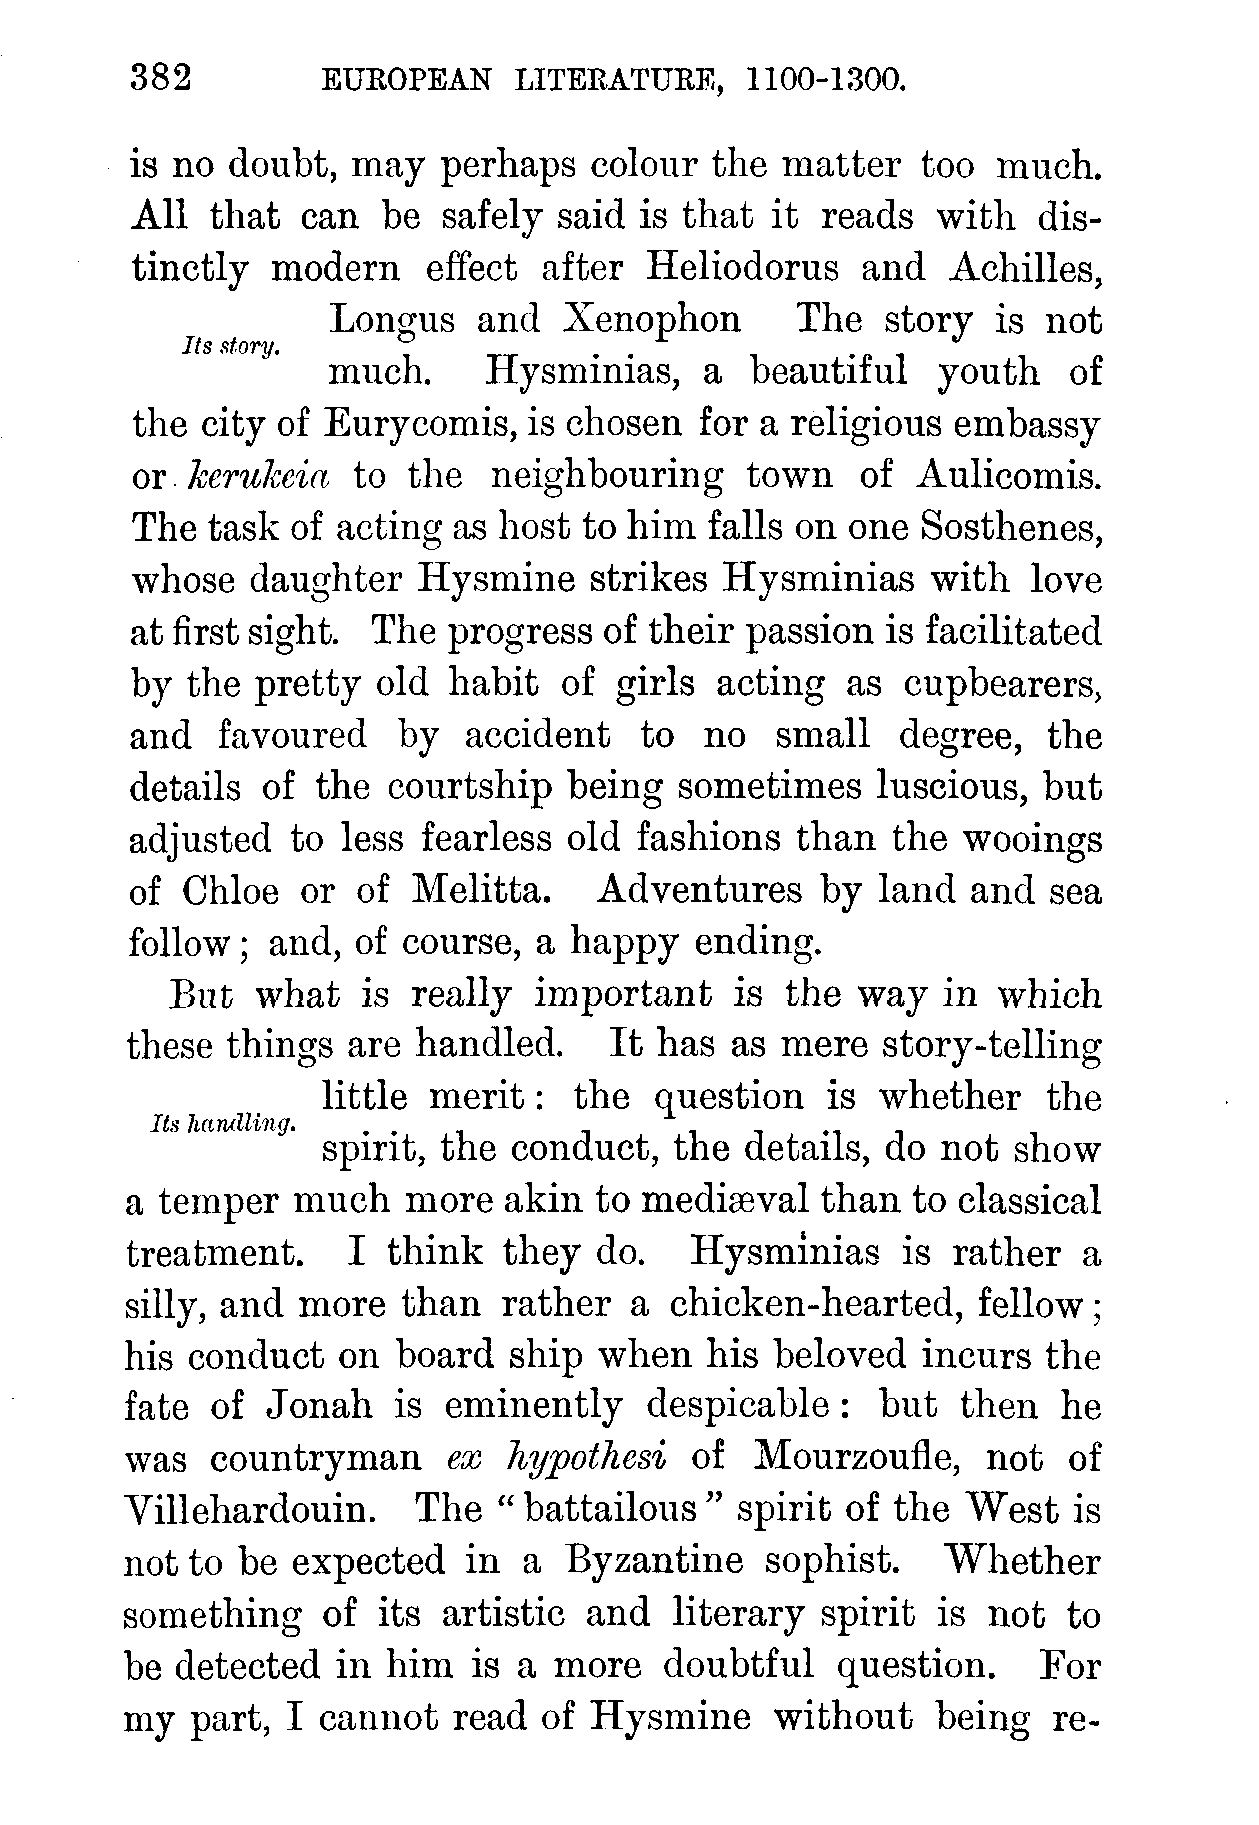 382 EUROPEAN LITERATURE, 1100-1300.
is no doubt, may perhaps colour the matter too much.
All that can be safely said is that it reads with dis-
tinctly modern effect after Heliodorus and Achilles,
Longus and Xenophon The story is not
Its story.
much. Hysminias, a beautiful youth of
the city of Eurycomis, is chosen for a religious embassy
or kerukeia to the neighbouring town of Aulicomis.
The task of acting as host to him falls on one Sosthenes,
whose daughter Hysmine strikes Hysminias with love
at first sight. The progress of their passion is facilitated
by the pretty old habit of girls acting as cupbearers,
and favoured by accident to no small degree, the
details of the courtship being sometimes luscious, but
adjusted to less fearless old fashions than the wooings
of Chloe or of Melitta. Adventures by land and sea
follow; and, of course, a happy ending.
But what is really important is the way in which
these things are handled. It has as mere story-telling
little merit: the question is whether the
Its handling.
spirit, the conduct, the details, do not show
a temper much more akin to mediæval than to classical
treatment. I think they do. Hysminias is rather a
silly, and more than rather a chicken-hearted, fellow;
his conduct on board ship when his beloved incurs the
fate of Jonah is eminently despicable: but then he
was countryman ex hypothesi of Mourzoufle, not of
Villehardouin. The "battailous" spirit of the West is
not to be expected in a Byzantine sophist. Whether
something of its artistic and literary spirit is not to
be detected in him is a more doubtful question. For
my part, I cannot read of Hysmine without being re-